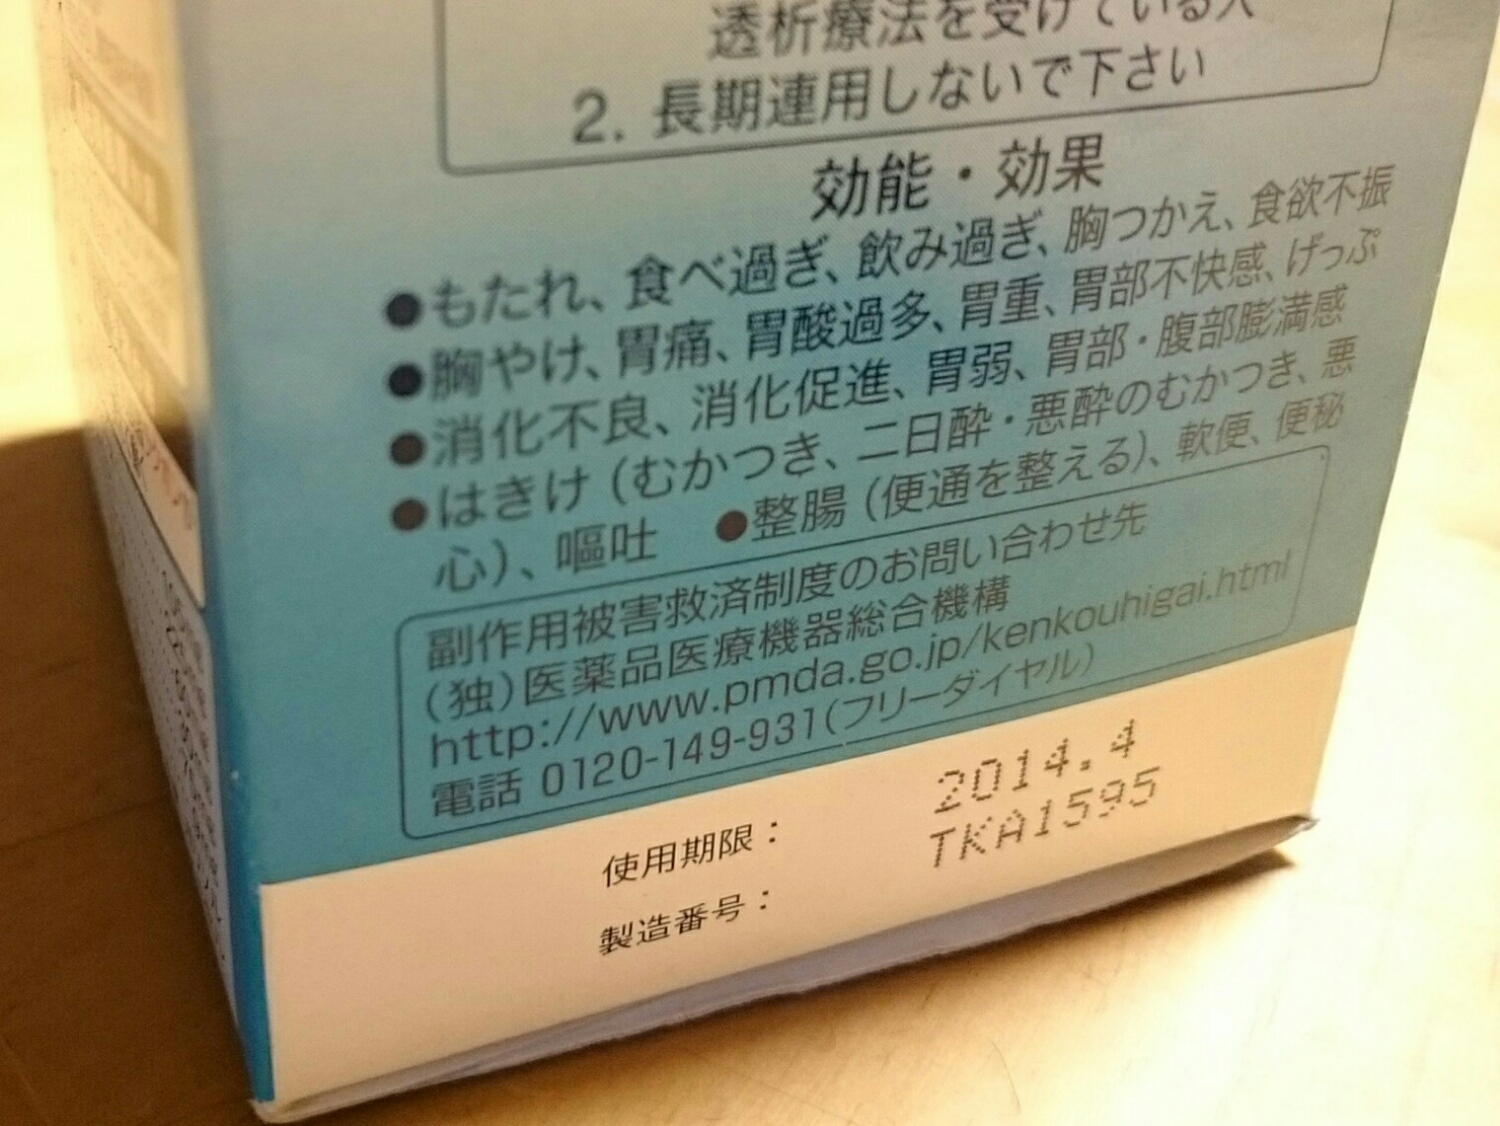 透析療法を受けている人
2. 長期連用しないで下さい
効能・効果
●もたれ、食べ過ぎ、飲み過ぎ、胸つかえ、食欲不振
●胸やけ、胃痛、胃酸過多、胃重、胃部不快感、げっぷ
●消化不良、消化促進、胃弱、胃部・腹部膨満感
●はきけ (むかつき、二日酔・悪酔のむかつき、悪
心)、嘔吐 ●整腸 (便通を整える)、軟便、便秘
副作用被害救済制度のお問い合わせ先
(独)医薬品医療機器総合機構
http://www.pmda.go.jp/kenkouhigai.html
電話 0120-149-931(フリーダイヤル)
使用期限: 2014.4
製造番号: TKA1595